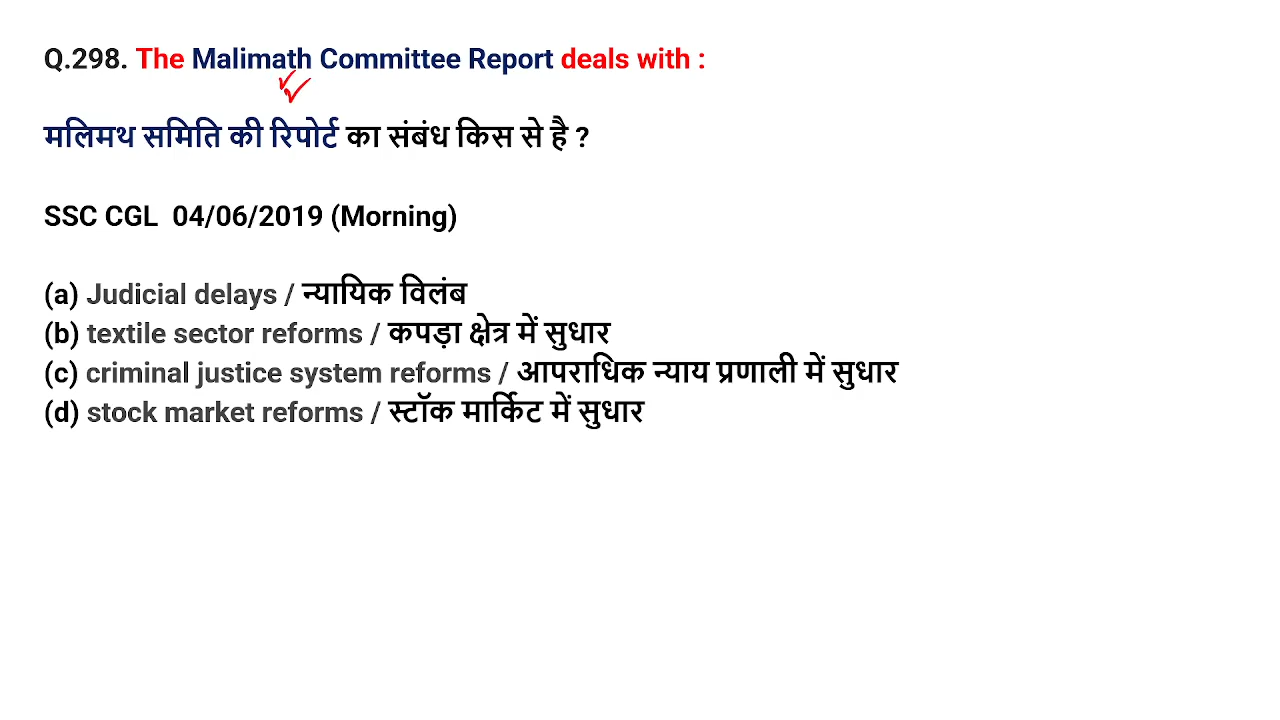 Q.298. The Malimath Committee Report deals with :
मलिमथ समिति की रिपोर्ट का संबंध किस से है ?
SSC CGL 04/06/2019 (Morning)
(a) Judicial delays / न्यायिक विलंब
(b) textile sector reforms / कपड़ा क्षेत्र में सुधार
(c) criminal justice system reforms / आपराधिक न्याय प्रणाली में सुधार
(d) stock market reforms / स्टॉक मार्किट में सुधार